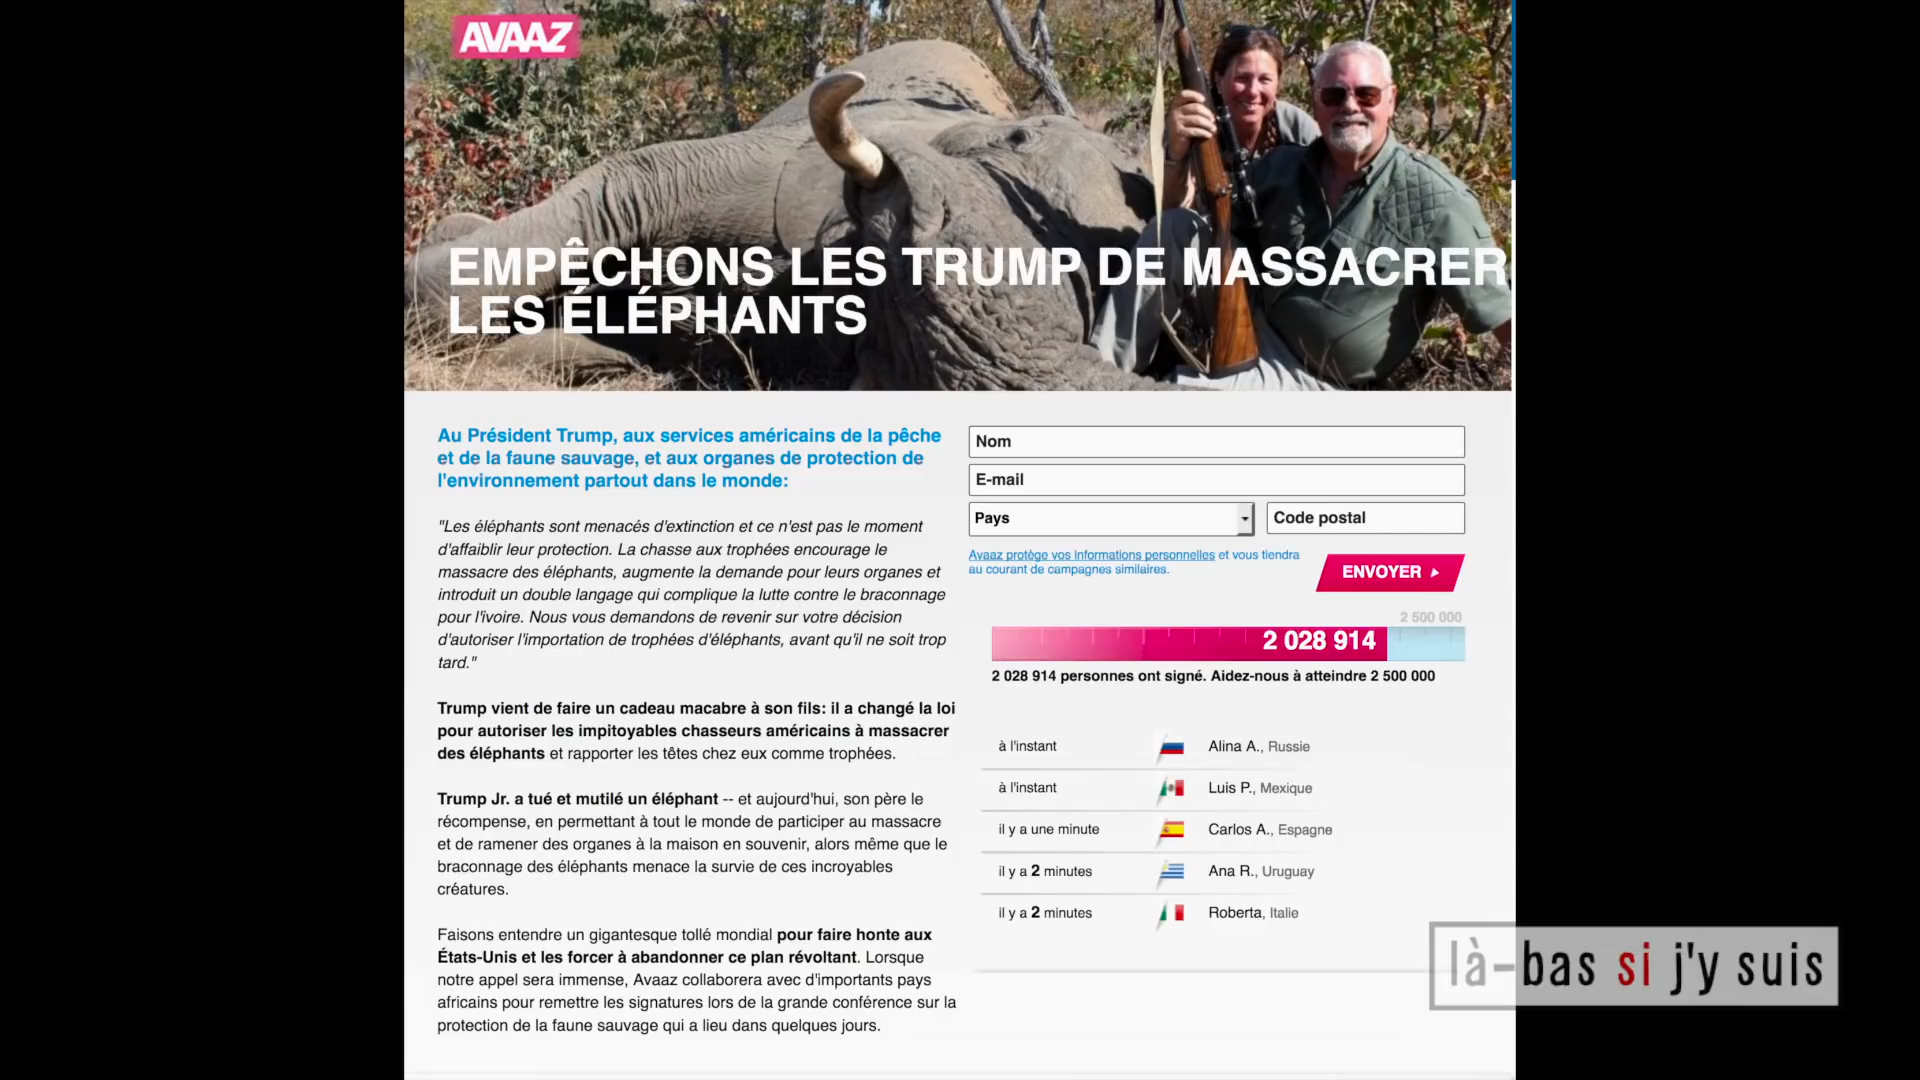 AVAAZ
EMPÊCHONS LES TRUMP DE MASSACRER
LES ÉLÉPHANTS
Au Président Trump, aux services américains de la pêche
et de la faune sauvage, et aux organes de protection de
l'environnement partout dans le monde:
"Les éléphants sont menacés d'extinction et ce n'est pas le moment
d'affaiblir leur protection. La chasse aux trophées encourage le
massacre des éléphants, augmente la demande pour leurs organes et
introduit un double langage qui complique la lutte contre le braconnage
pour l'ivoire. Nous vous demandons de revenir sur votre décision
d'autoriser l'importation de trophées d'éléphants, avant qu'il ne soit trop
tard."
Trump vient de faire un cadeau macabre à son fils: il a changé la loi
pour autoriser les impitoyables chasseurs américains à massacrer
des éléphants et rapporter les têtes chez eux comme trophées.
Trump Jr. a tué et mutilé un éléphant -- et aujourd'hui, son père le
récompense, en permettant à tout le monde de participer au massacre
et de ramener des organes à la maison en souvenir, alors même que le
braconnage des éléphants menace la survie de ces incroyables
créatures.
Faisons entendre un gigantesque tollé mondial pour faire honte aux
États-Unis et les forcer à abandonner ce plan révoltant. Lorsque
notre appel sera immense, Avaaz collaborera avec d'importants pays
africains pour remettre les signatures lors de la grande conférence sur la
protection de la faune sauvage qui a lieu dans quelques jours.
Nom
E-mail
Pays
Code postal
Avaaz protège vos informations personnelles et vous tiendra
au courant de campagnes similaires.
ENVOYER
2 500 000
2 028 914
2 028 914 personnes ont signé. Aidez-nous à atteindre 2 500 000
à l'instant Alina A., Russie
à l'instant Luis P., Mexique
il y a une minute Carlos A., Espagne
il y a 2 minutes Ana R., Uruguay
il y a 2 minutes Roberta, Italie
là-bas si j'y suis